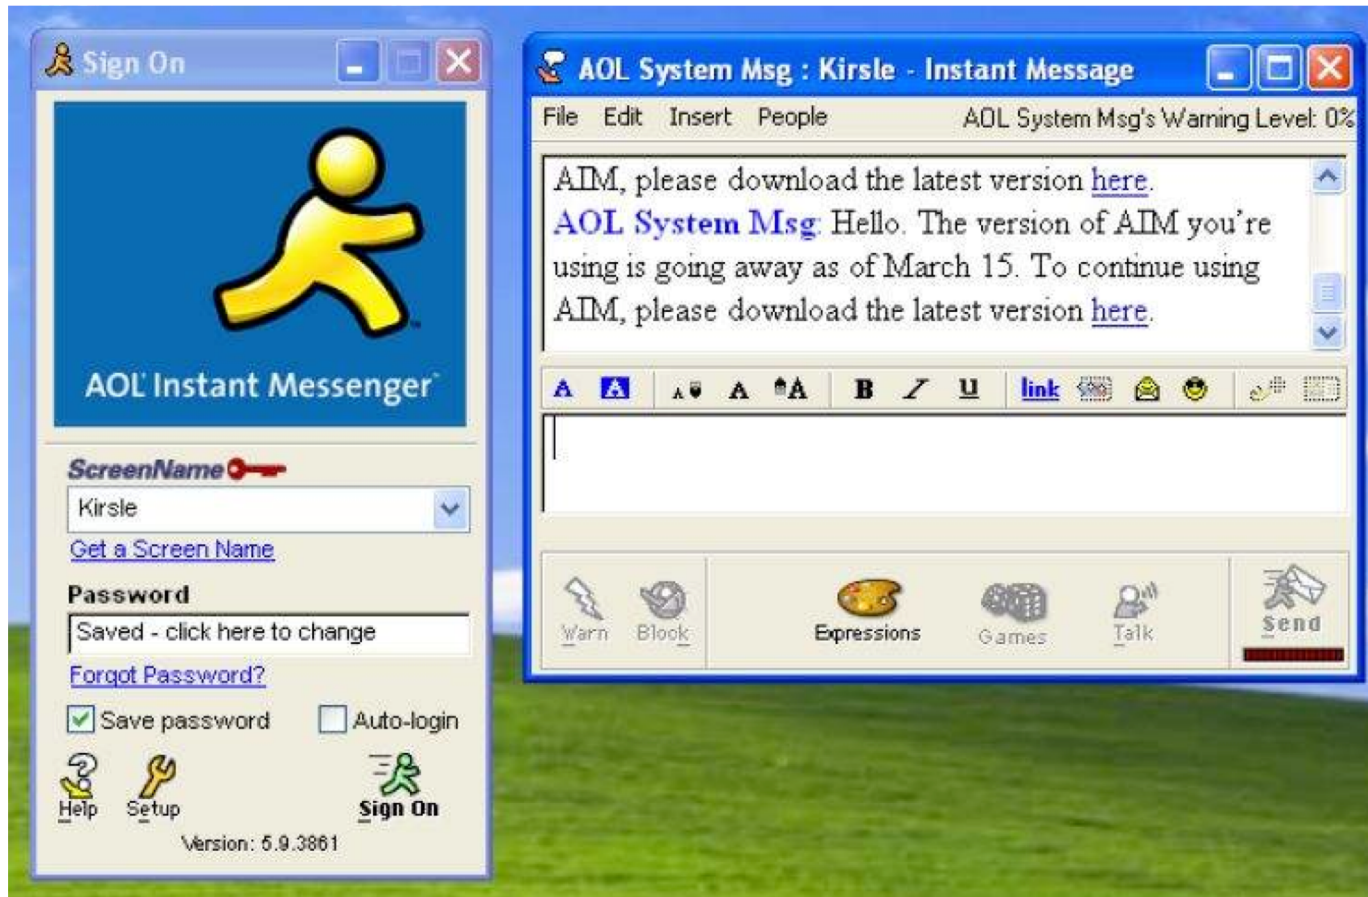 Sign On
AOL Instant Messenger
ScreenName
Kirsle
Get a Screen Name
Password
Saved - click here to change
Forgot Password?
Save password
Auto-login
Help
Setup
Sign On
Version: 5.9.3861
AOL System Msg : Kirsle - Instant Message
File Edit Insert People
AOL System Msg's Warning Level: 0%
AIM, please download the latest version here.
AOL System Msg: Hello. The version of AIM you're
using is going away as of March 15. To continue using
AIM, please download the latest version here.
A A A A A B I U link
Warn Block Expressions Games Talk Send